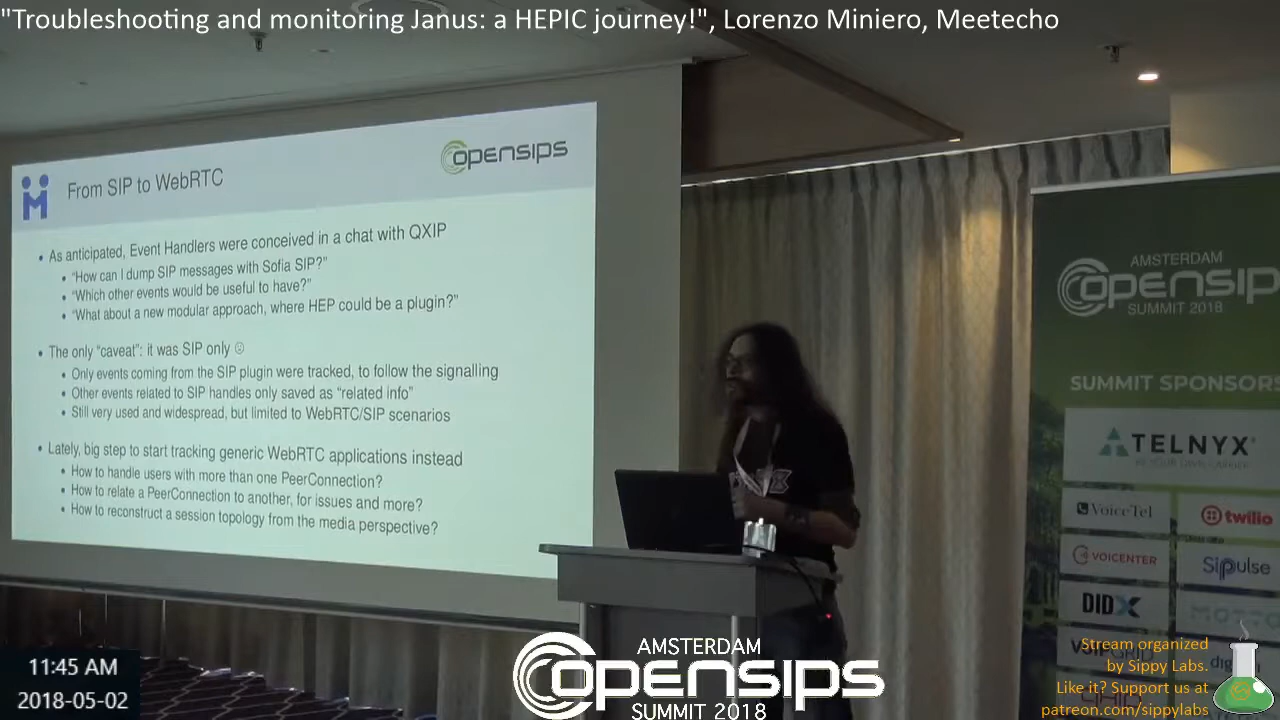 "Troubleshooting and monitoring Janus: a HEPIC journey!", Lorenzo Miniero, Meetecho
From SIP to WebRTC
opensips
• As anticipated, Event Handlers were conceived in a chat with QXIP
• "How can I dump SIP messages with Sofia SIP?"
• "Which other events would be useful to have?"
• "What about a new modular approach, where HEP could be a plugin?"
• The only "caveat": it was SIP only ☹
• Only events coming from the SIP plugin were tracked, to follow the signalling
• Other events related to SIP handles only saved as "related info"
• Still very used and widespread, but limited to WebRTC/SIP scenarios
• Lately, big step to start tracking generic WebRTC applications instead
• How to handle users with more than one PeerConnection?
• How to relate a PeerConnection to another, for issues and more?
• How to reconstruct a session topology from the media perspective?
AMSTERDAM
opensip
SUMMIT 2018
SUMMIT SPONSORS
TELNYX
VoiceTel
twilio
VOICENTER
Sipulse
DIDX
11:45 AM
2018-05-02
AMSTERDAM
opensips
SUMMIT 2018
Stream organized
by Sippy Labs.
Like it? Support us at
patreon.com/sippylabs